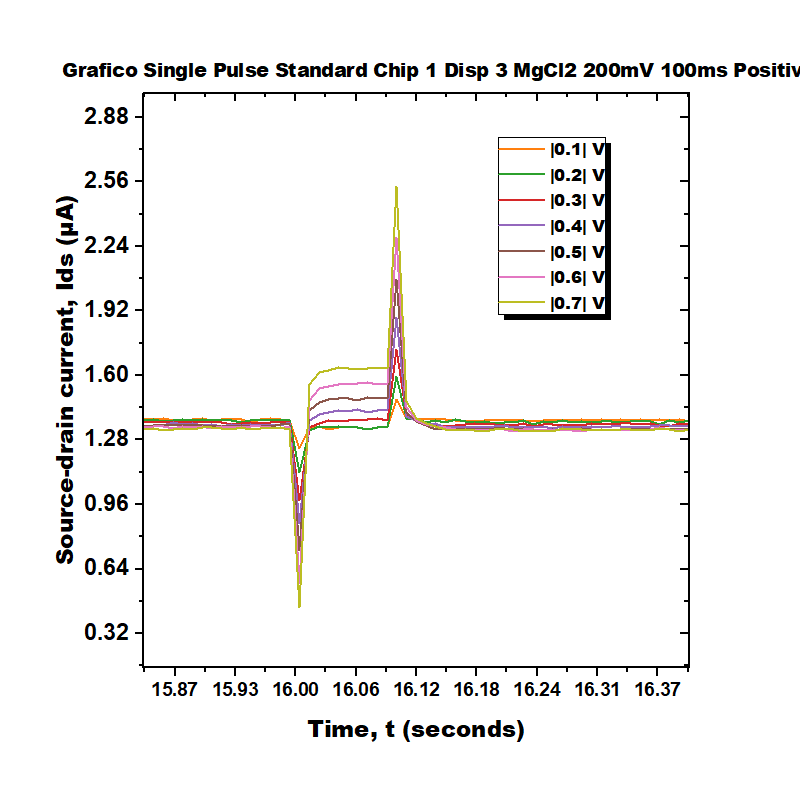 Grafico Single Pulse Standard Chip 1 Disp 3 MgCl2 200mV 100ms Positiv
2.88
2.56
2.24
1.92
1.60
1.28
0.96
0.64
0.32
Source-drain current, Ids (µA)
|0.1| V
|0.2| V
|0.3| V
|0.4| V
|0.5| V
|0.6| V
|0.7| V
15.87 15.93 16.00 16.06 16.12 16.18 16.24 16.31 16.37
Time, t (seconds)